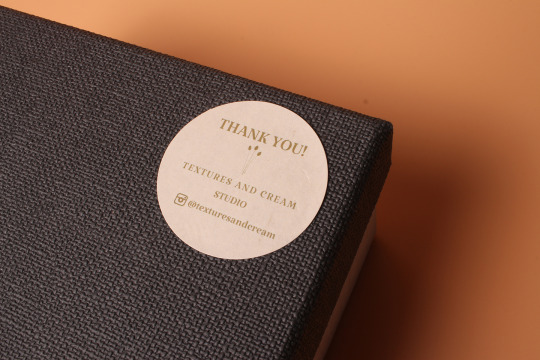 THANK YOU!
TEXTURES AND CREAM
STUDIO
@texturesandcream